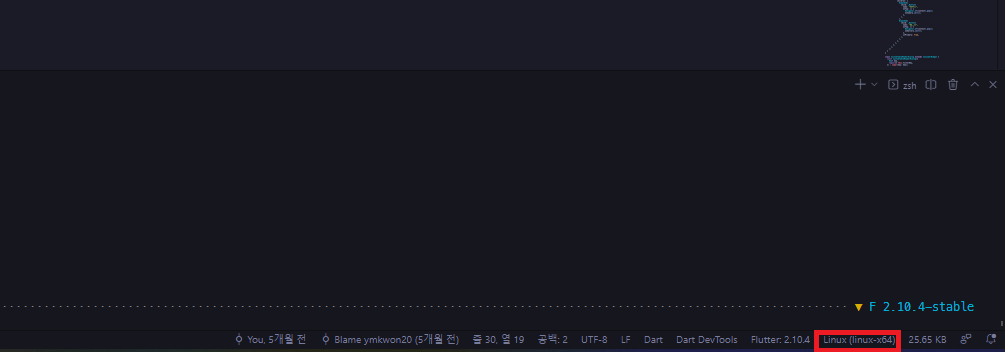 zsh
▼ F 2.10.4–stable
You, 5개월 전 Blame ymkwon20 (5개월 전) 줄 30, 열 19 공백: 2 UTF-8 LF Dart Dart DevTools Flutter: 2.10.4 Linux (linux-x64) 25.65 KB